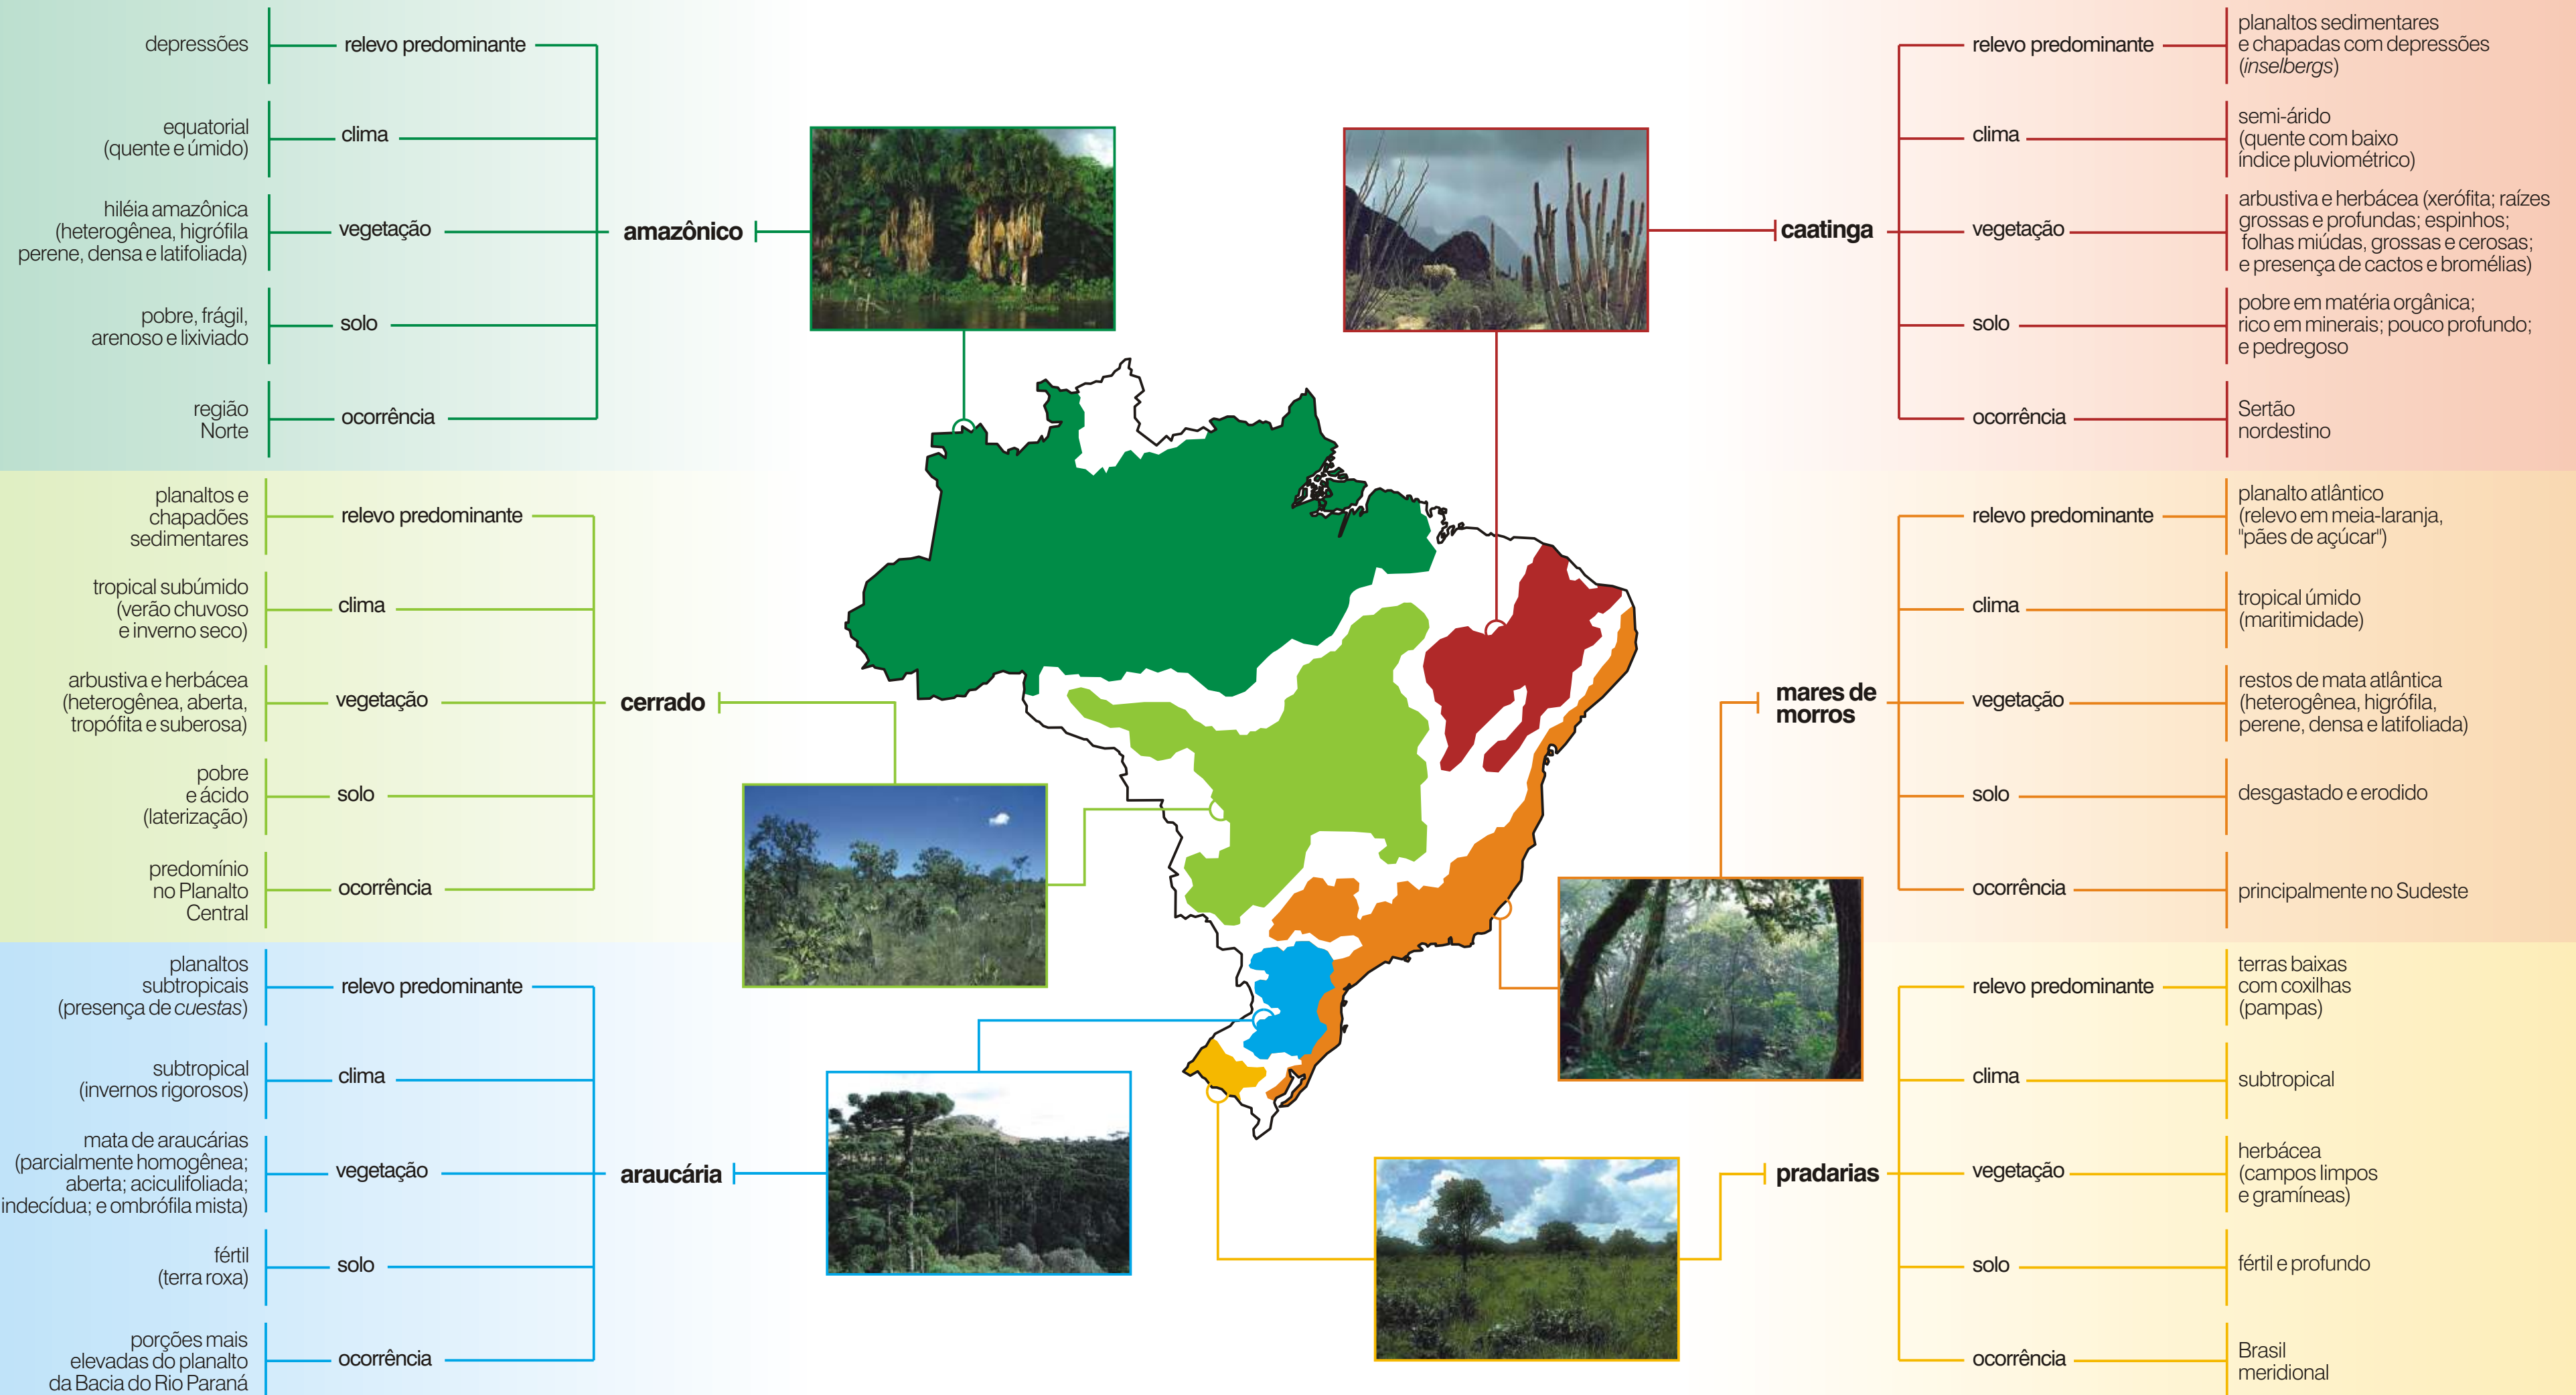 amazônico
relevo predominante
depressões
clima
equatorial
(quente e úmido)
vegetação
hiléia amazônica
(heterogênea, higrófila
perene, densa e latifoliada)
solo
pobre, frágil,
arenoso e lixiviado
ocorrência
região
Norte
cerrado
relevo predominante
planaltos e
chapadões
sedimentares
clima
tropical subúmido
(verão chuvoso
e inverno seco)
vegetação
arbustiva e herbácea
(heterogênea, aberta,
tropófita e suberosa)
solo
pobre
e ácido
(laterização)
ocorrência
predomínio
no Planalto
Central
araucária
relevo predominante
planaltos
subtropicais
(presença de cuestas)
clima
subtropical
(invernos rigorosos)
vegetação
mata de araucárias
(parcialmente homogênea;
aberta; aciculifoliada;
indecídua; e ombrófila mista)
solo
fértil
(terra roxa)
ocorrência
porções mais
elevadas do planalto
da Bacia do Rio Paraná
caatinga
relevo predominante
planaltos sedimentares
e chapadas com depressões
(inselbergs)
clima
semi-árido
(quente com baixo
índice pluviométrico)
vegetação
arbustiva e herbácea (xerófita; raízes
grossas e profundas; espinhos;
folhas miúdas, grossas e cerosas;
e presença de cactos e bromélias)
solo
pobre em matéria orgânica;
rico em minerais; pouco profundo;
e pedregoso
ocorrência
Sertão
nordestino
mares de
morros
relevo predominante
planalto atlântico
(relevo em meia-laranja,
"pães de açúcar")
clima
tropical úmido
(maritimidade)
vegetação
restos de mata atlântica
(heterogênea, higrófila,
perene, densa e latifoliada)
solo
desgastado e erodido
ocorrência
principalmente no Sudeste
pradarias
relevo predominante
terras baixas
com coxilhas
(pampas)
clima
subtropical
vegetação
herbácea
(campos limpos
e gramíneas)
solo
fértil e profundo
ocorrência
Brasil
meridional